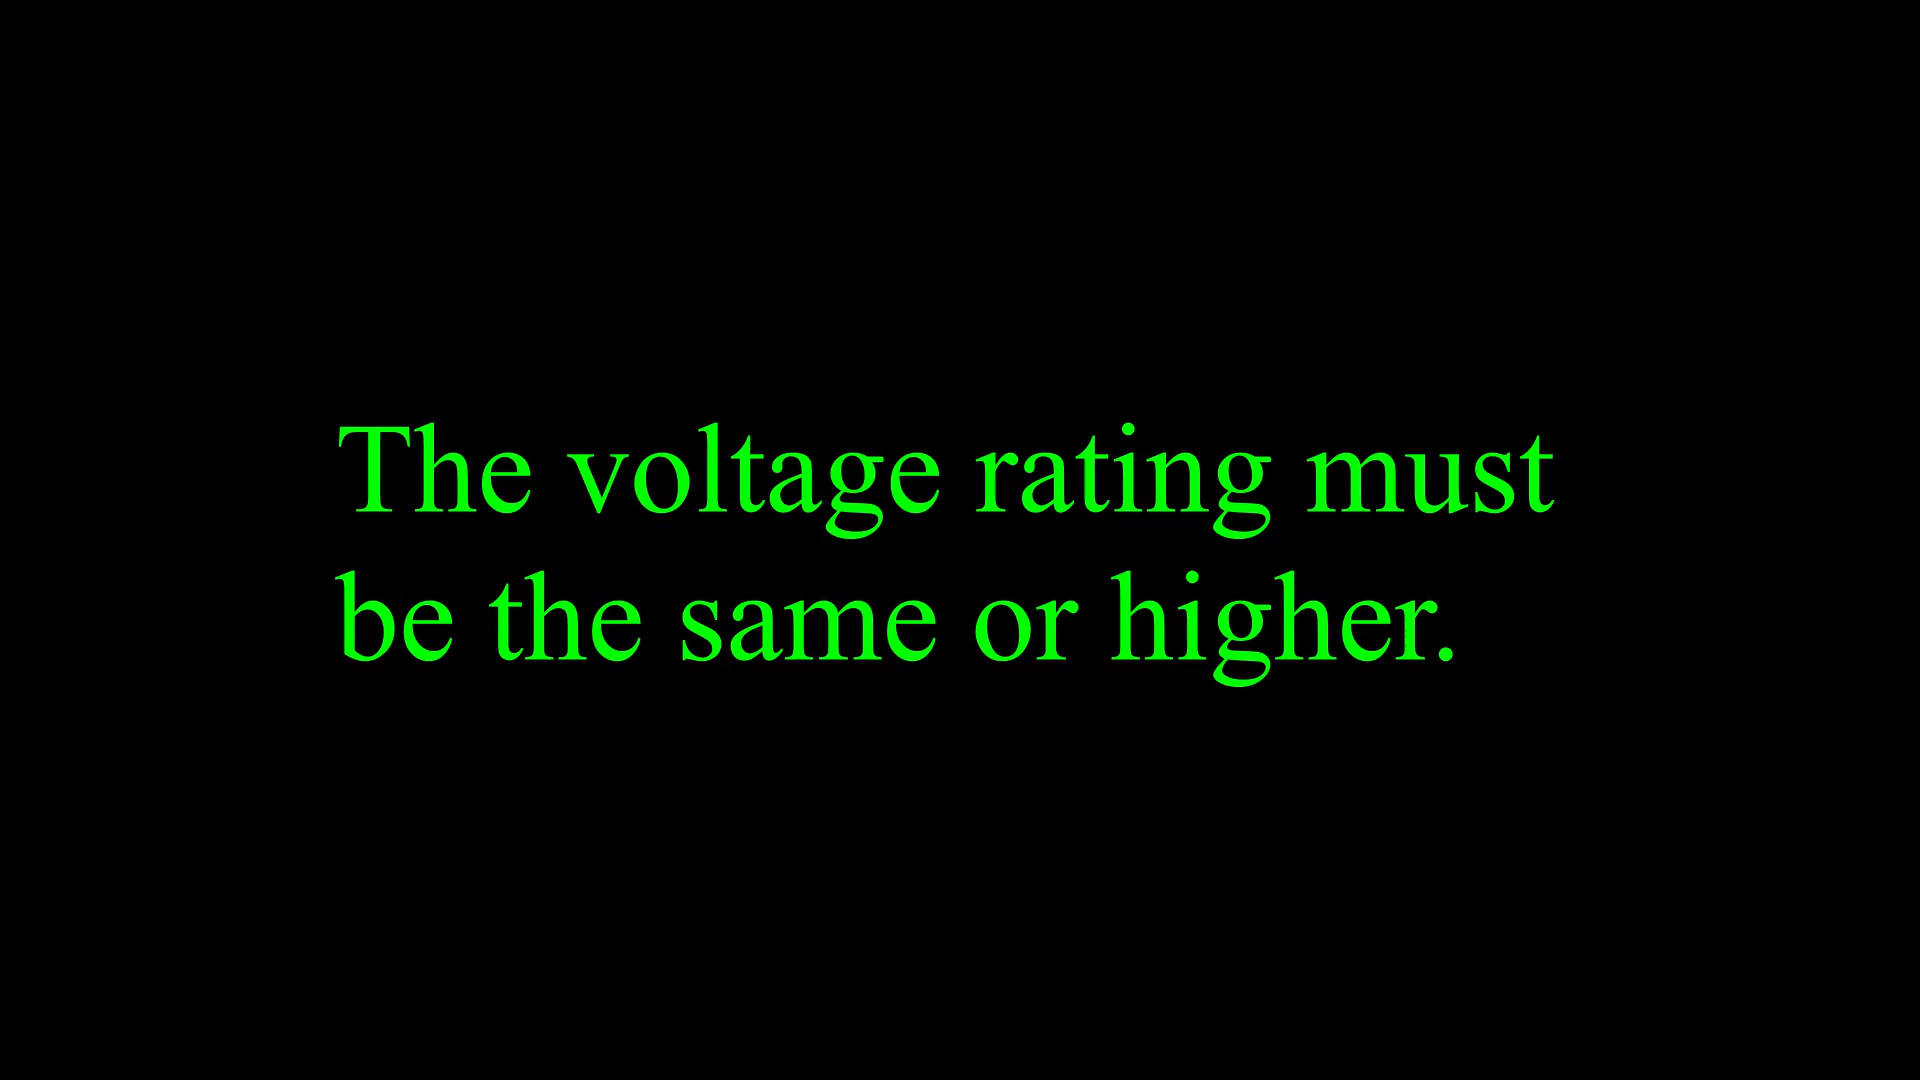 The voltage rating must
be the same or higher.